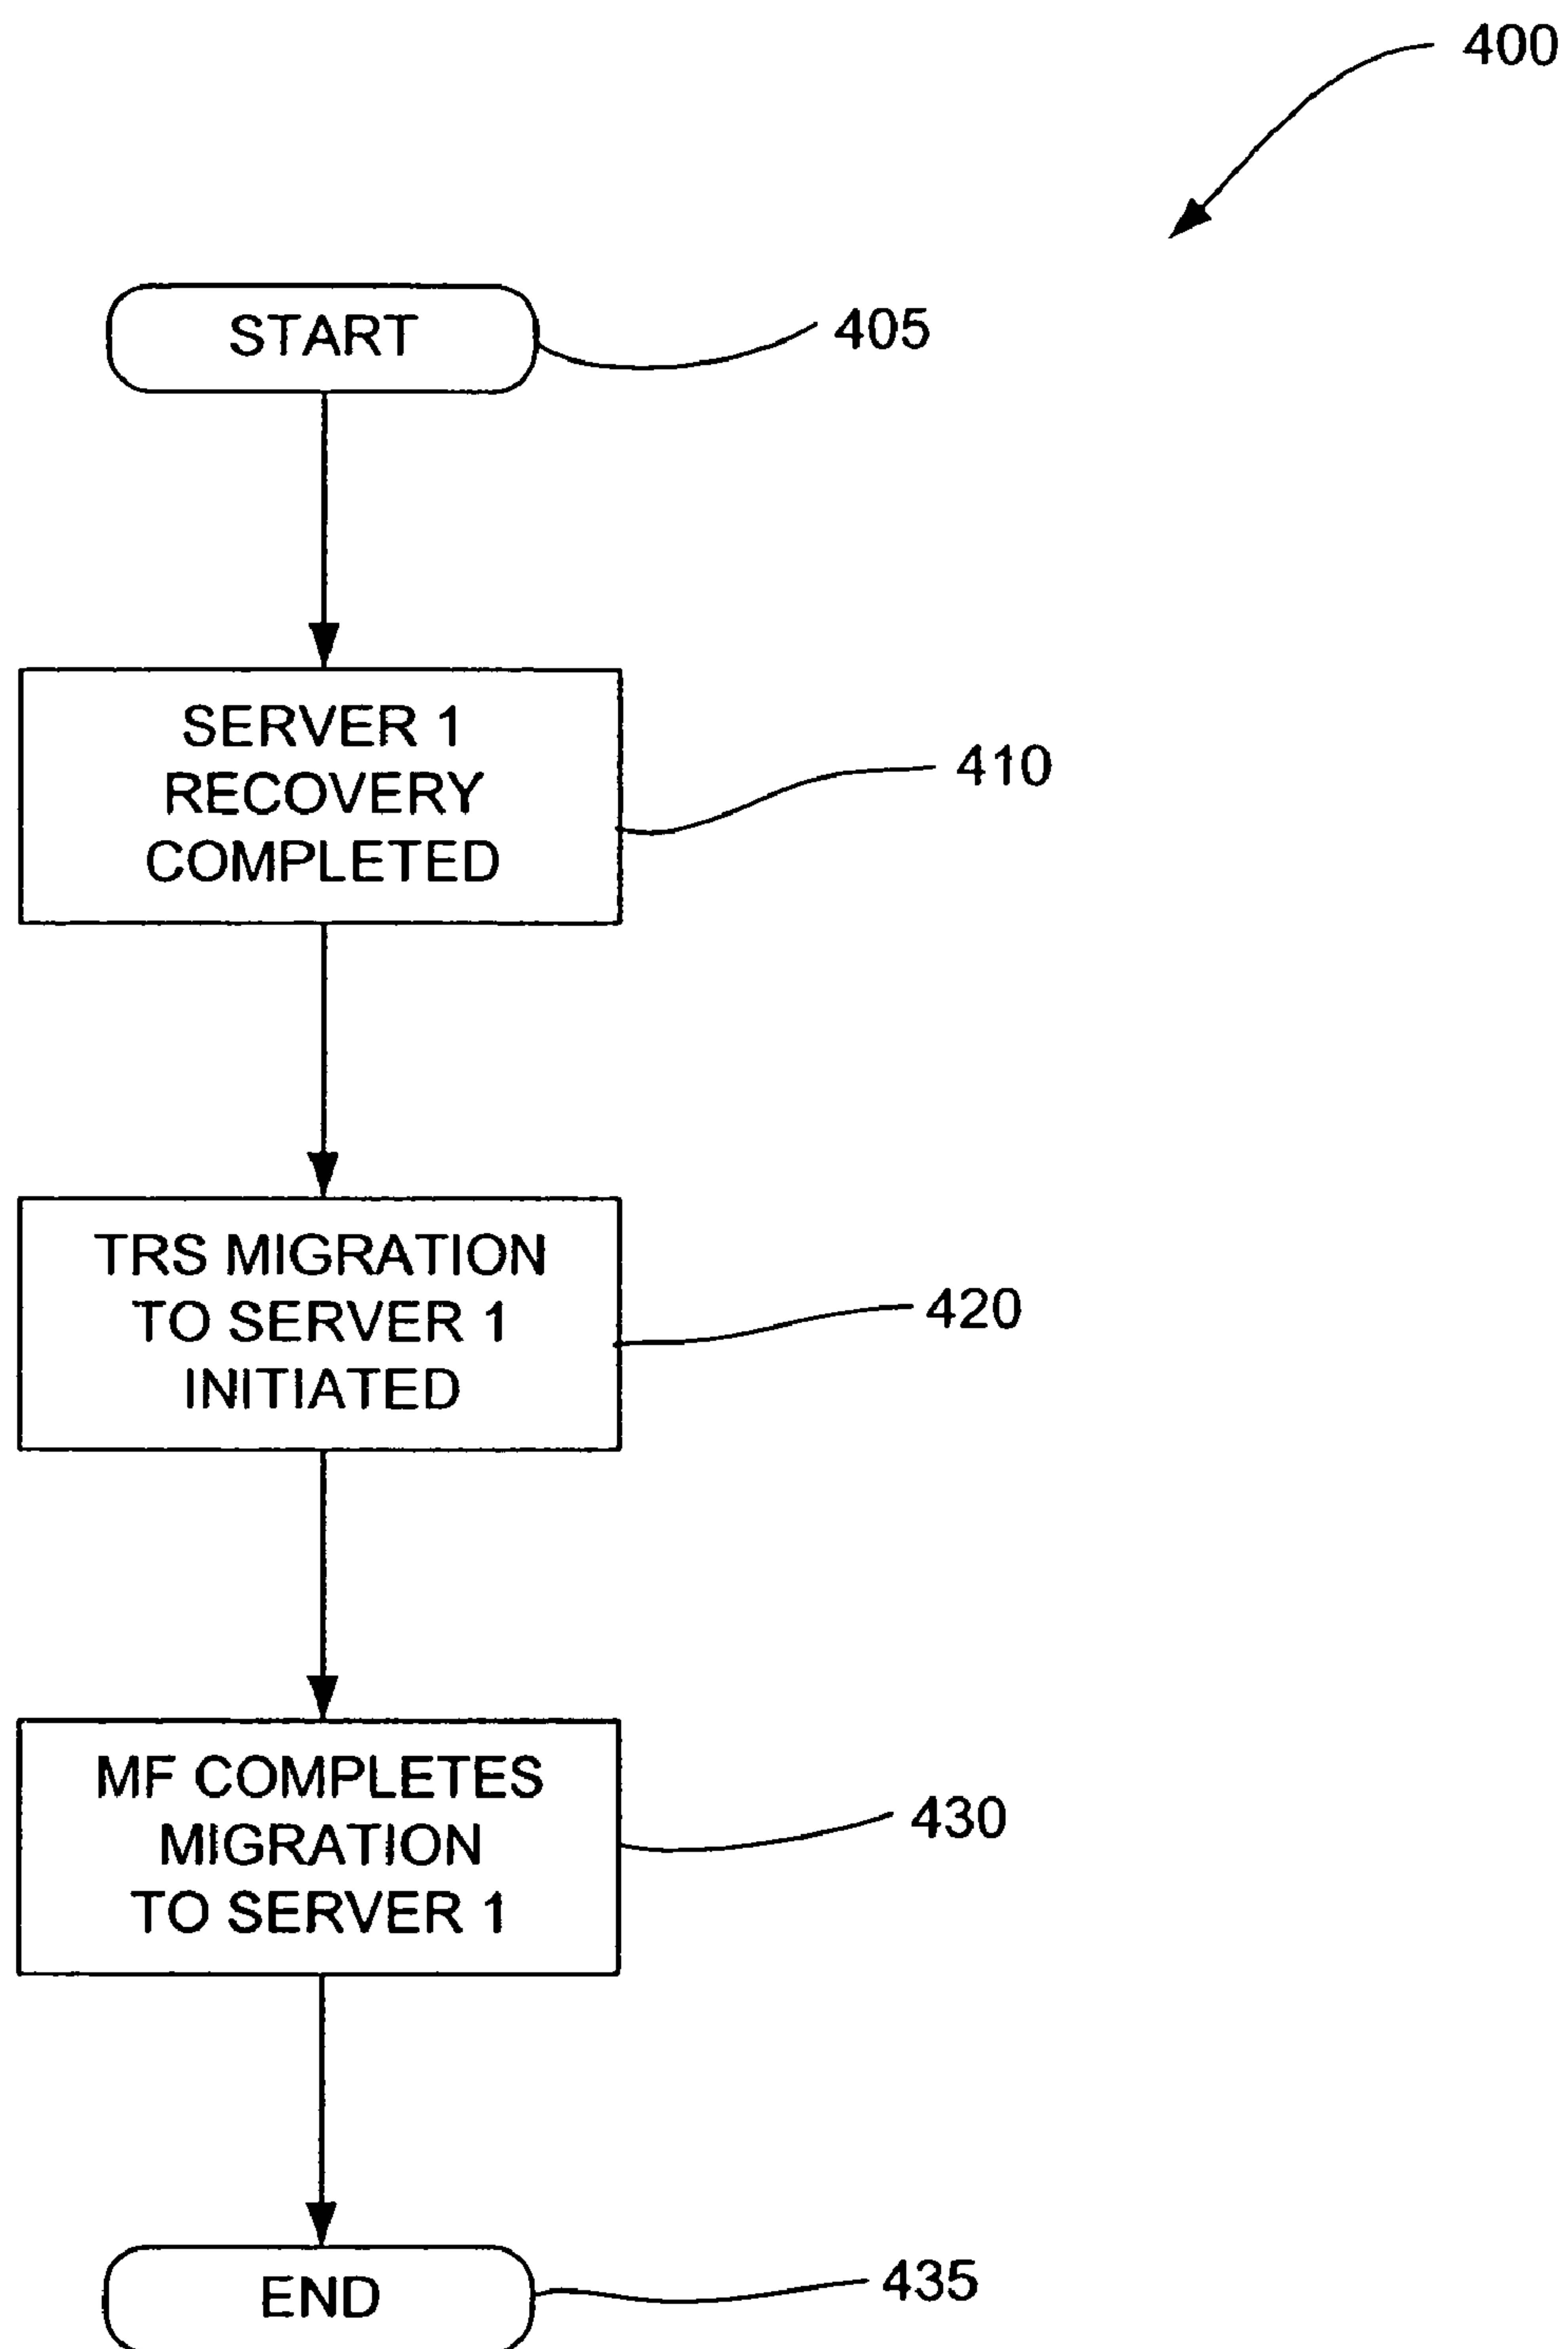 400
START
405
SERVER 1
RECOVERY
COMPLETED
410
TRS MIGRATION
TO SERVER 1
INITIATED
420
MF COMPLETES
MIGRATION
TO SERVER 1
430
END
435